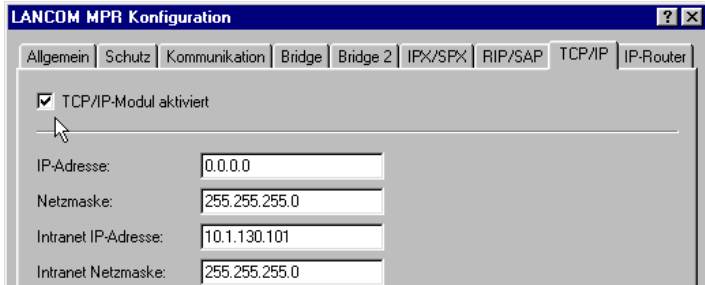 LANCOM MPR Konfiguration
Allgemein Schutz Kommunikation Bridge Bridge 2 IPX/SPX RIP/SAP TCP/IP IP-Router
TCP/IP-Modul aktiviert
IP-Adresse: 0.0.0.0
Netzmaske: 255.255.255.0
Intranet IP-Adresse: 10.1.130.101
Intranet Netzmaske: 255.255.255.0